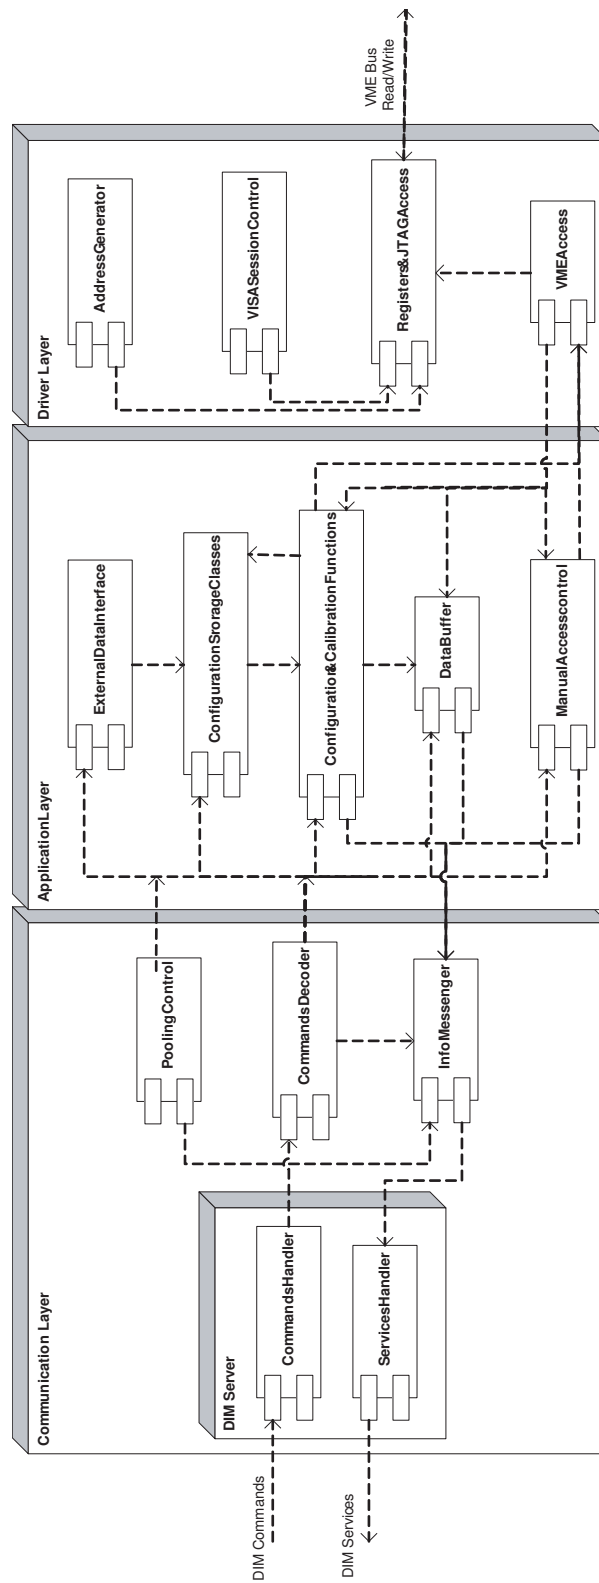 Communication Layer
DIM Commands
DIM Services
DIM Server
CommandsHandler
ServicesHandler
PoolingControl
CommandsDecoder
InfoMessenger
ApplicationLayer
ExternalDataInterface
ConfigurationSrorageClasses
Configuration&CalibrationFunctions
DataBuffer
ManualAccesscontrol
Driver Layer
AddressGenerator
VISASessionControl
Registers&JTAGAccess
VMEAccess
VME Bus
Read/Write